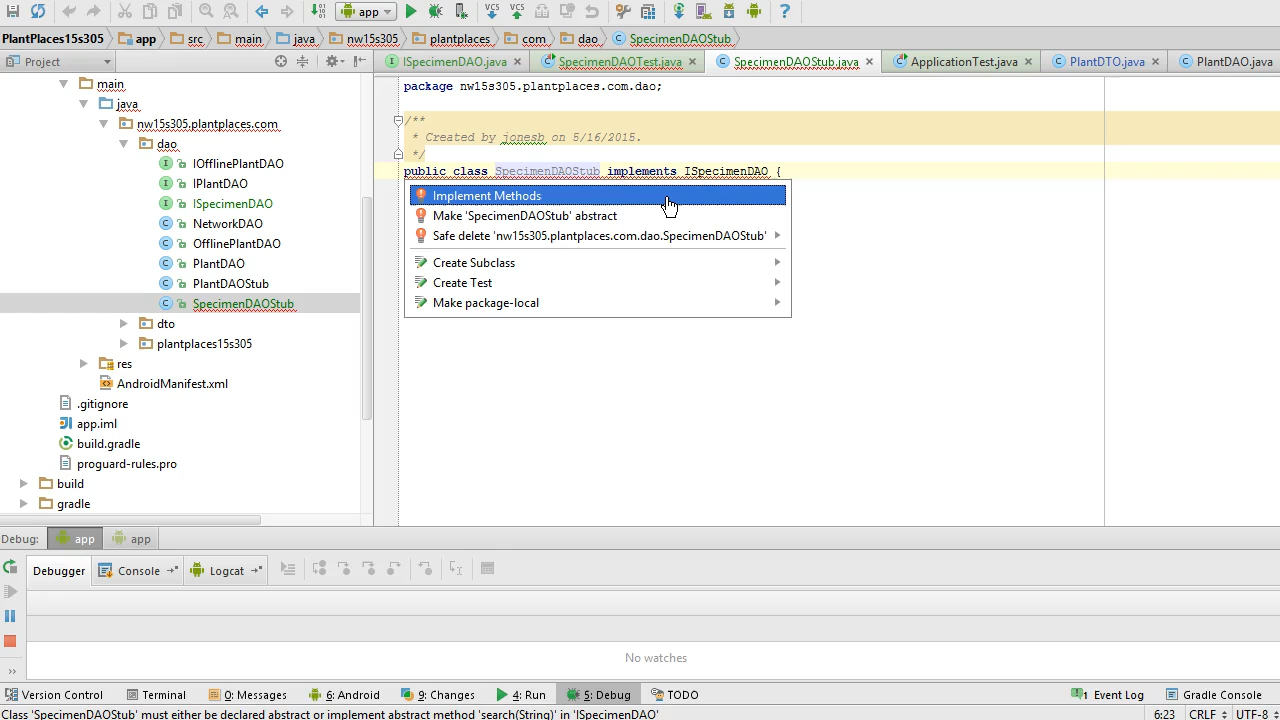 app
VCS
VCS
PlantPlaces15s305
app
src
main
java
nw15s305
plantplaces
com
dao
SpecimenDAOStub
Project
ISpecimenDAO.java
SpecimenDAOTest.java
SpecimenDAOStub.java
ApplicationTest.java
PlantDTO.java
PlantDAO.java
main
java
nw15s305.plantplaces.com
dao
IOfflinePlantDAO
IPlantDAO
ISpecimenDAO
NetworkDAO
OfflinePlantDAO
PlantDAO
PlantDAOStub
SpecimenDAOStub
dto
plantplaces15s305
res
AndroidManifest.xml
.gitignore
app.iml
build.gradle
proguard-rules.pro
build
gradle
package nw15s305.plantplaces.com.dao;
/**
* Created by jonesb on 5/16/2015.
*/
public class SpecimenDAOStub implements ISpecimenDAO {
Implement Methods
Make 'SpecimenDAOStub' abstract
Safe delete 'nw15s305.plantplaces.com.dao.SpecimenDAOStub'
Create Subclass
Create Test
Make package-local
Debug:
app
app
Debugger
Console
Logcat
No watches
Version Control
Terminal
0: Messages
6: Android
9: Changes
4: Run
5: Debug
TODO
1 Event Log
Gradle Console
Class 'SpecimenDAOStub' must either be declared abstract or implement abstract method 'search(String)' in 'ISpecimenDAO'
6:23
CRLF
UTF-8